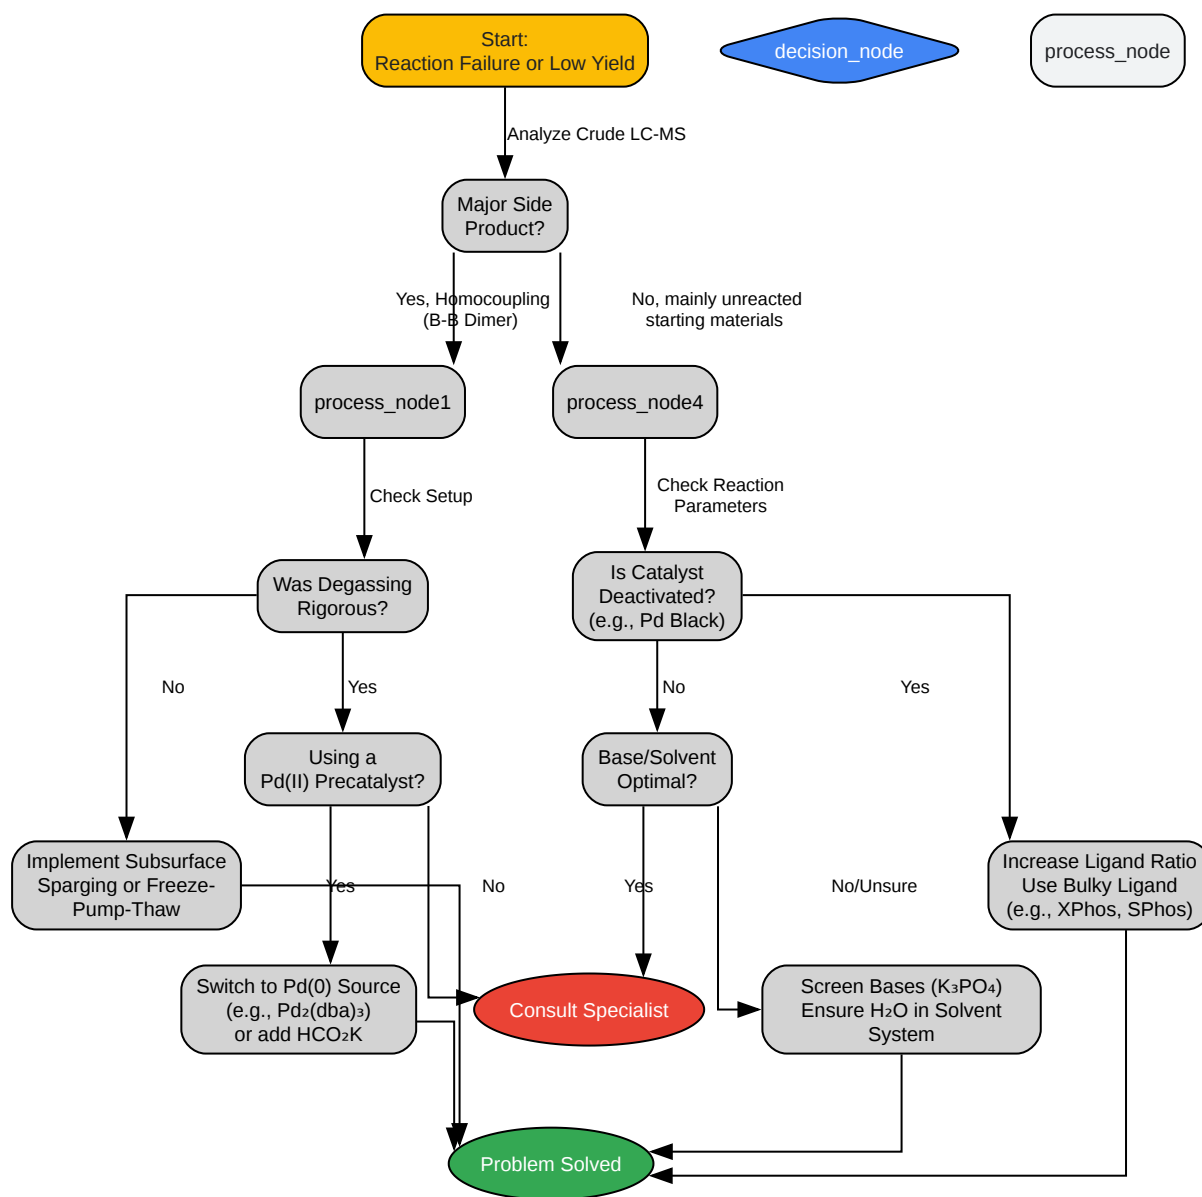 Start:
Reaction Failure or Low Yield
decision_node
process_node
Analyze Crude LC-MS
Major Side
Product?
Yes, Homocoupling
(B-B Dimer)
No, mainly unreacted
starting materials
process_node1
process_node4
Check Setup
Check Reaction
Parameters
Was Degassing
Rigorous?
Is Catalyst
Deactivated?
(e.g., Pd Black)
No
Yes
No
Yes
Using a
Pd(II) Precatalyst?
Base/Solvent
Optimal?
Implement Subsurface
Sparging or Freeze-
Pump-Thaw
Yes
No
Yes
No/Unsure
Increase Ligand Ratio
Use Bulky Ligand
(e.g., XPhos, SPhos)
Switch to Pd(0) Source
(e.g., Pd₂(dba)₃)
or add HCO₂K
Consult Specialist
Screen Bases (K₃PO₄)
Ensure H₂O in Solvent
System
Problem Solved